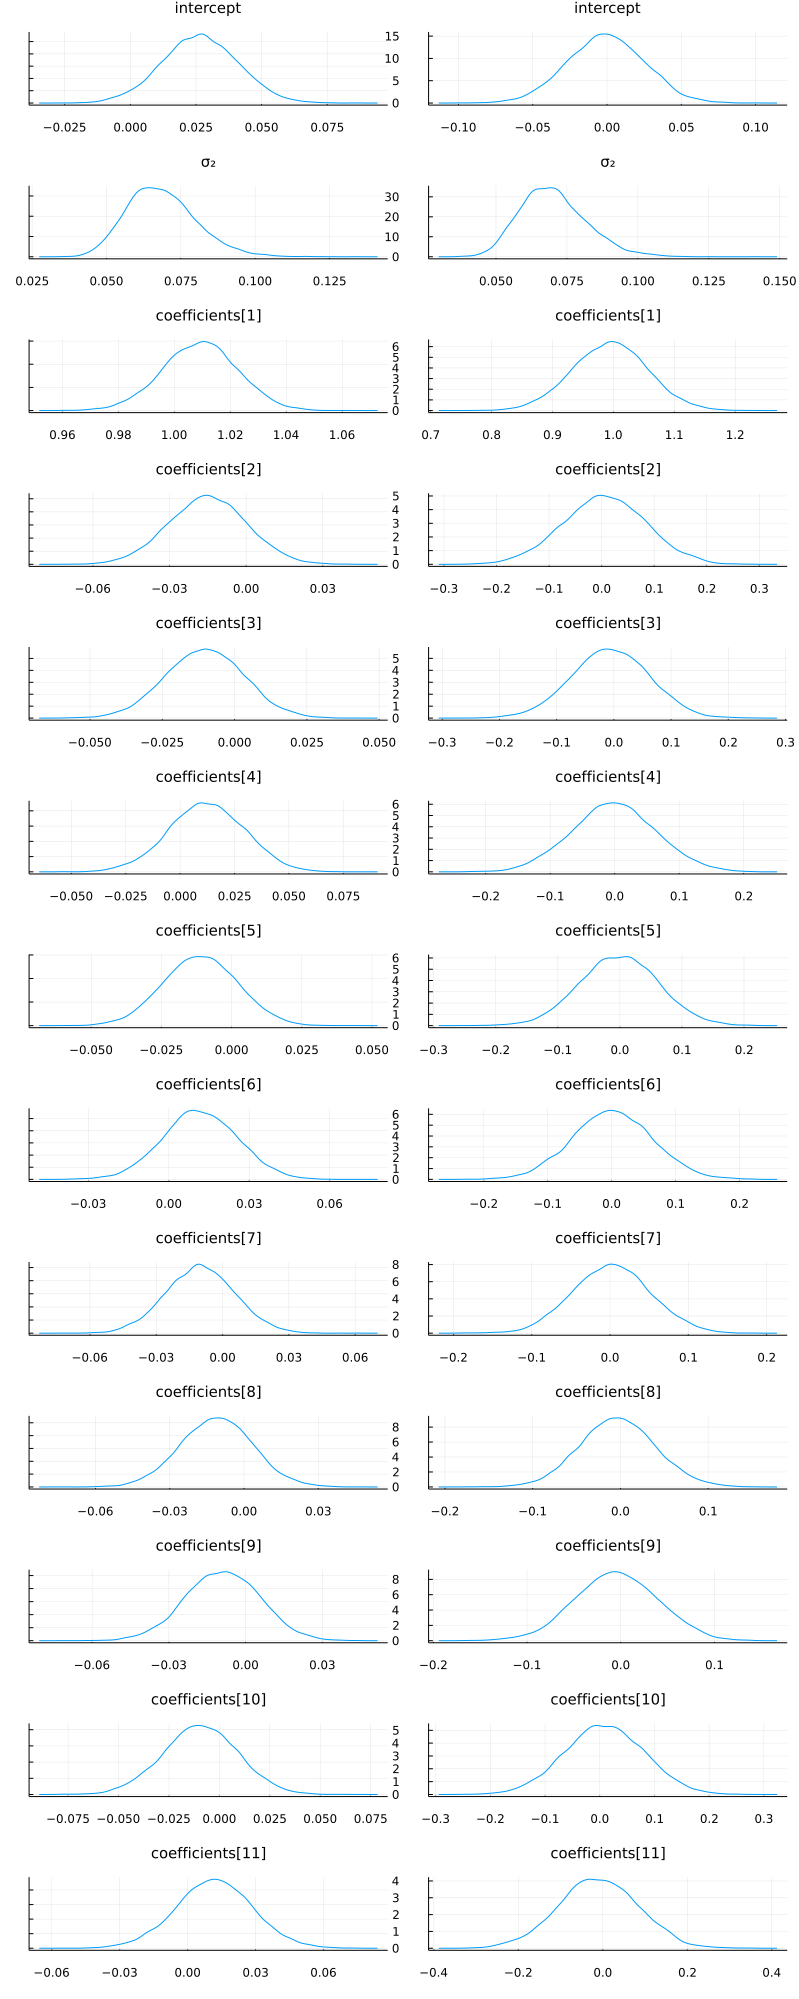 intercept intercept
15
10
5
0
−0.025 0.000 0.025 0.050 0.075 −0.10 −0.05 0.00 0.05 0.10
σ₂ σ₂
30
20
10
0
0.025 0.050 0.075 0.100 0.125 0.050 0.075 0.100 0.125 0.150
coefficients[1] coefficients[1]
6
5
4
3
2
1
0
0.96 0.98 1.00 1.02 1.04 1.06 0.7 0.8 0.9 1.0 1.1 1.2
coefficients[2] coefficients[2]
5
4
3
2
1
0
−0.06 −0.03 0.00 0.03 −0.3 −0.2 −0.1 0.0 0.1 0.2 0.3
coefficients[3] coefficients[3]
5
4
3
2
1
0
−0.050 −0.025 0.000 0.025 0.050 −0.3 −0.2 −0.1 0.0 0.1 0.2 0.3
coefficients[4] coefficients[4]
6
5
4
3
2
1
0
−0.050 −0.025 0.000 0.025 0.050 0.075 −0.2 −0.1 0.0 0.1 0.2
coefficients[5] coefficients[5]
6
5
4
3
2
1
0
−0.050 −0.025 0.000 0.025 0.050 −0.3 −0.2 −0.1 0.0 0.1 0.2
coefficients[6] coefficients[6]
6
5
4
3
2
1
0
−0.03 0.00 0.03 0.06 −0.2 −0.1 0.0 0.1 0.2
coefficients[7] coefficients[7]
8
6
4
2
0
−0.06 −0.03 0.00 0.03 0.06 −0.2 −0.1 0.0 0.1 0.2
coefficients[8] coefficients[8]
8
6
4
2
0
−0.06 −0.03 0.00 0.03 −0.2 −0.1 0.0 0.1
coefficients[9] coefficients[9]
8
6
4
2
0
−0.06 −0.03 0.00 0.03 −0.2 −0.1 0.0 0.1
coefficients[10] coefficients[10]
5
4
3
2
1
0
−0.075 −0.050 −0.025 0.000 0.025 0.050 0.075 −0.3 −0.2 −0.1 0.0 0.1 0.2 0.3
coefficients[11] coefficients[11]
4
3
2
1
0
−0.06 −0.03 0.00 0.03 0.06 −0.4 −0.2 0.0 0.2 0.4